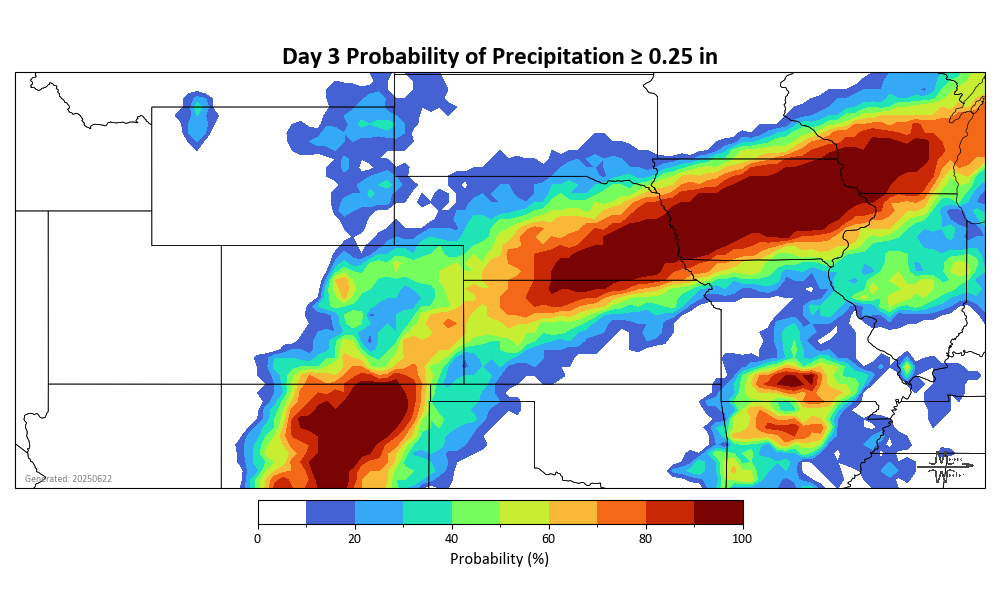 Day 3 Probability of Precipitation ≥ 0.25 in
Generated: 20250622
0 20 40 60 80 100
Probability (%)